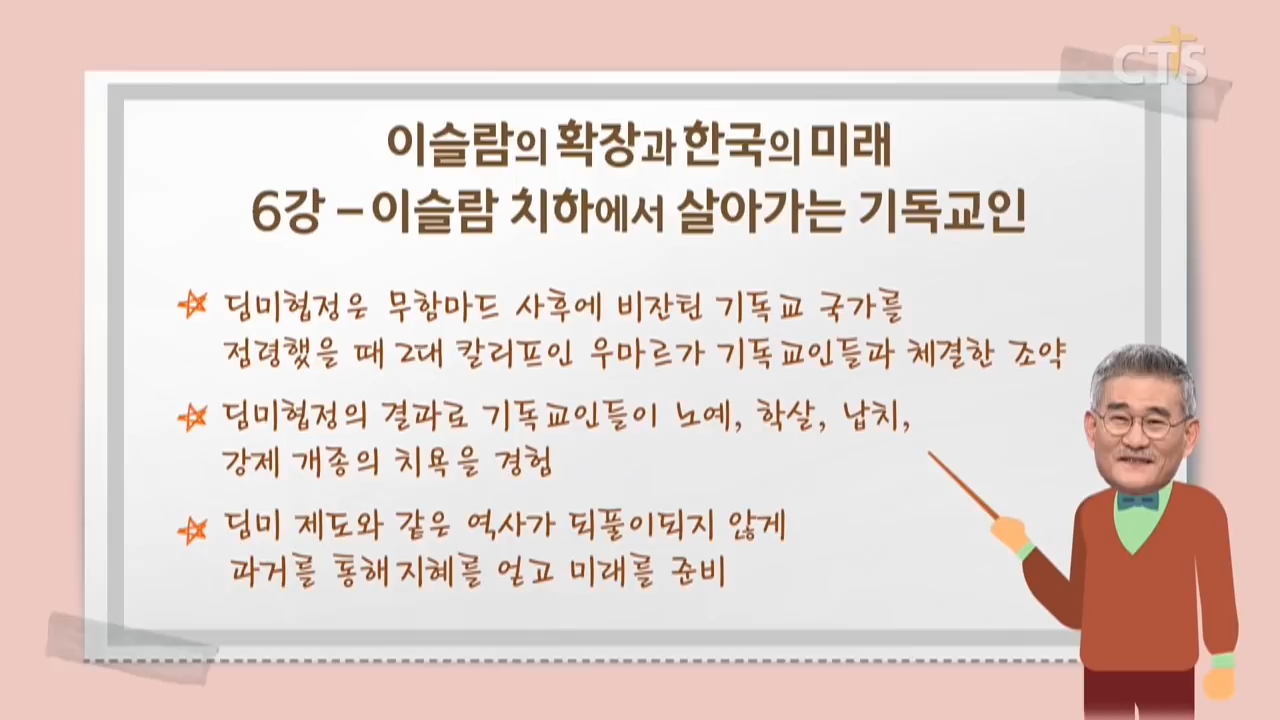 CTS
이슬람의 확장과 한국의 미래
6강 – 이슬람 치하에서 살아가는 기독교인
딤미협정은 무함마드 사후에 비잔틴 기독교 국가를
점령했을 때 2대 칼리프인 우마르가 기독교인들과 체결한 조약
딤미협정의 결과로 기독교인들이 노예, 학살, 납치,
강제 개종의 치욕을 경험
딤미 제도와 같은 역사가 되풀이되지 않게
과거를 통해 지혜를 얻고 미래를 준비